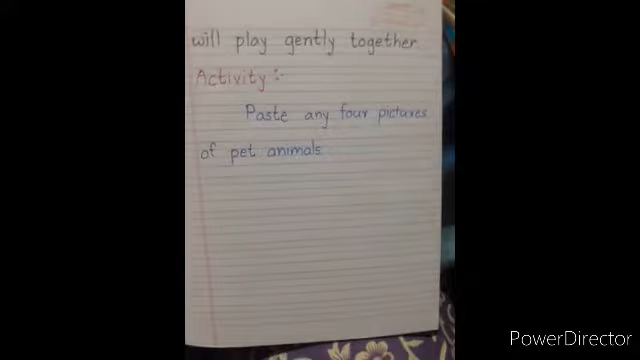 will play gently together
Activity :-
Paste any four pictures
of pet animals
PowerDirector